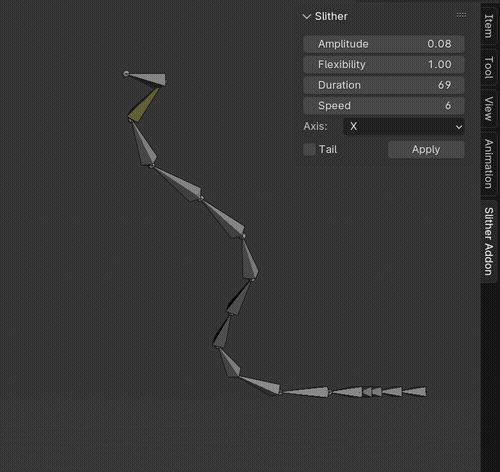 Slither
Amplitude 0.08
Flexibility 1.00
Duration 69
Speed 6
Axis: X
Tail Apply
Item
Tool
View
Animation
Slither Addon